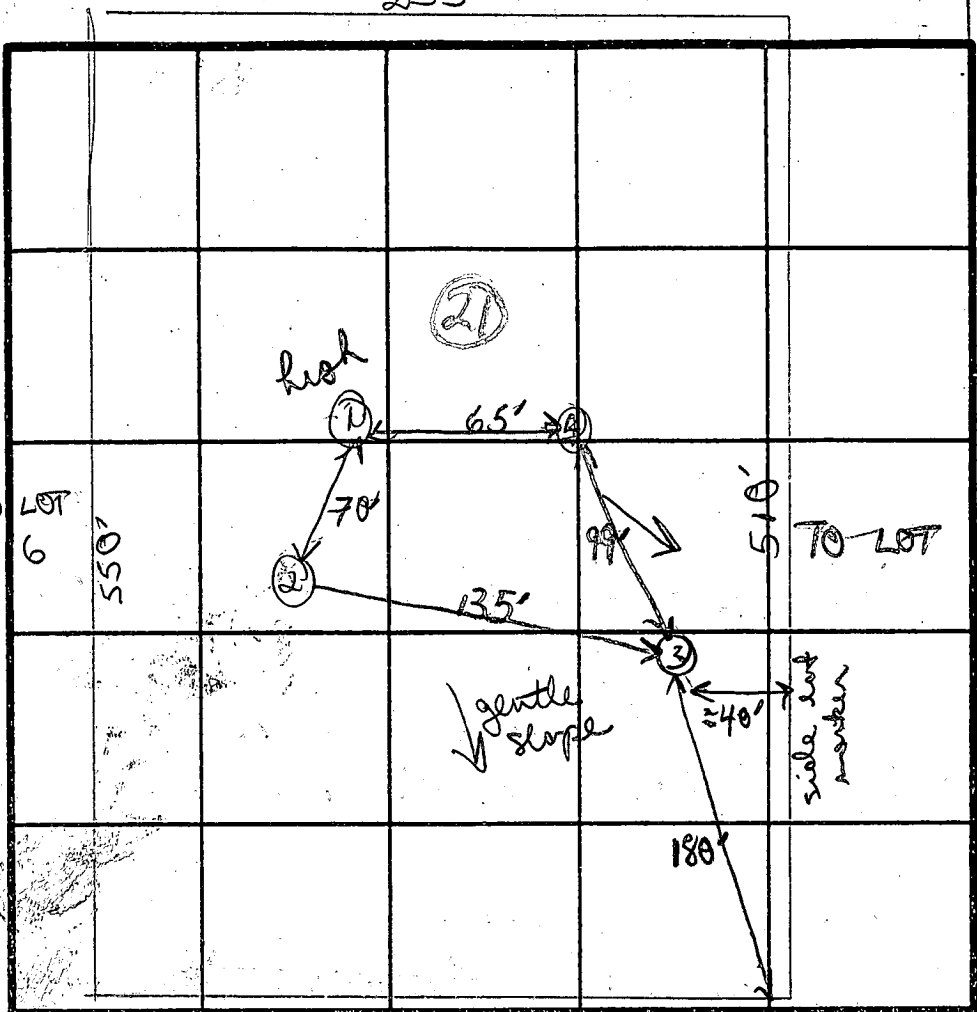 21
high
1
65'
4
LOT
6
550'
70'
99'
510'
TO LOT
2
135'
3
gentle
slope
≈40'
side lot
marker
180'